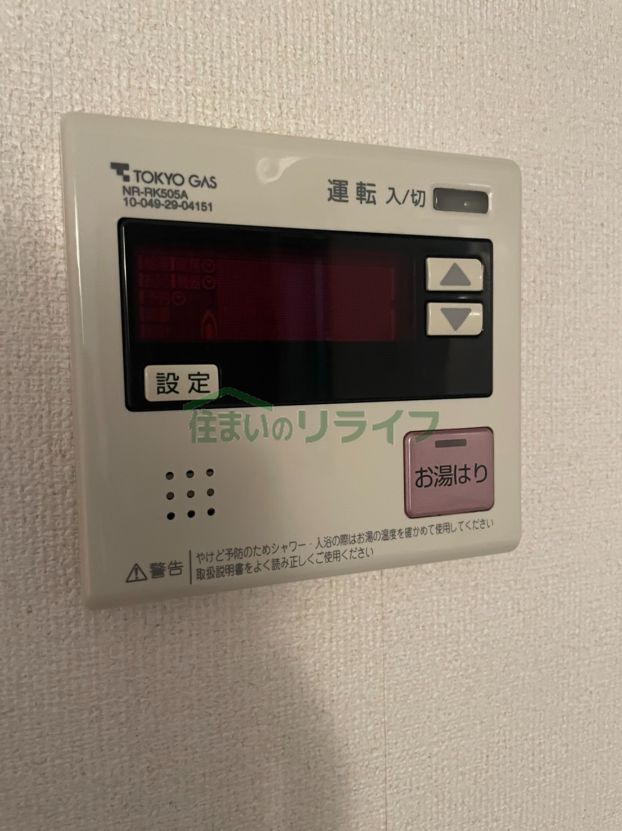 TOKYO GAS
NR-RK505A
10-049-29-04151
運転 入/切
設定
住まいのリライフ
お湯はり
警告
やけど予防のためシャワー・入浴の際はお湯の温度を確かめて使用してください
取扱説明書をよく読み正しくご使用ください